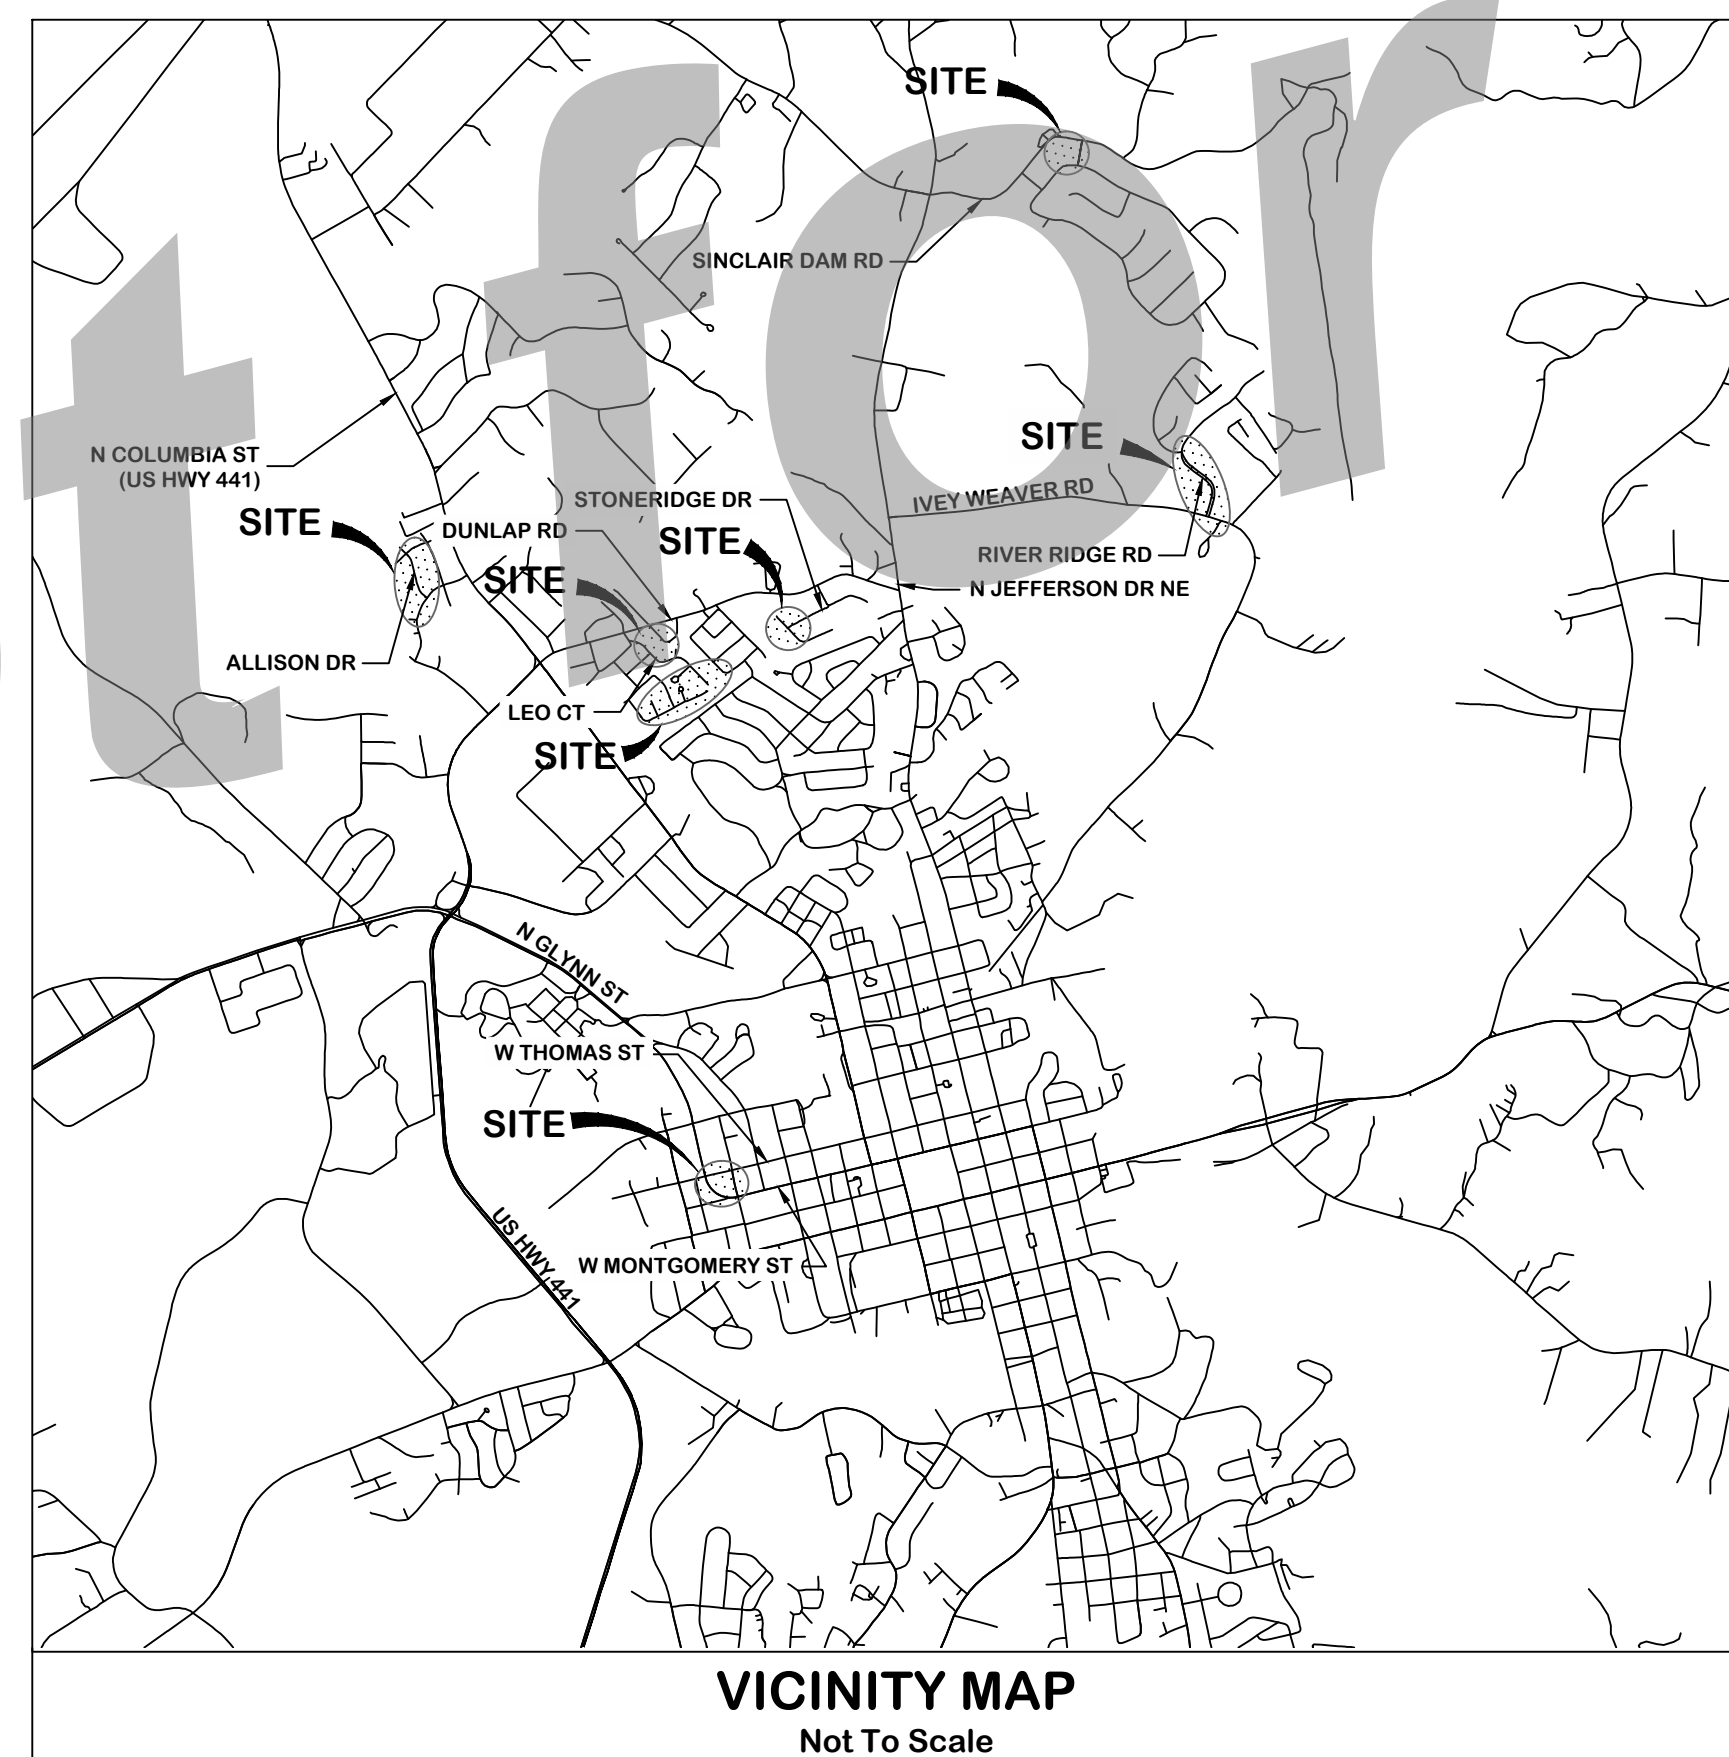 SITE
SINCLAIR DAM RD
N COLUMBIA ST
(US HWY 441)
SITE
SITE
STONERIDGE DR
IVEY WEAVER RD
DUNLAP RD
SITE
RIVER RIDGE RD
SITE
N JEFFERSON DR NE
ALLISON DR
LEO CT
SITE
N GLYNN ST
W THOMAS ST
SITE
US HWY 441
W MONTGOMERY ST
t for
VICINITY MAP
Not To Scale